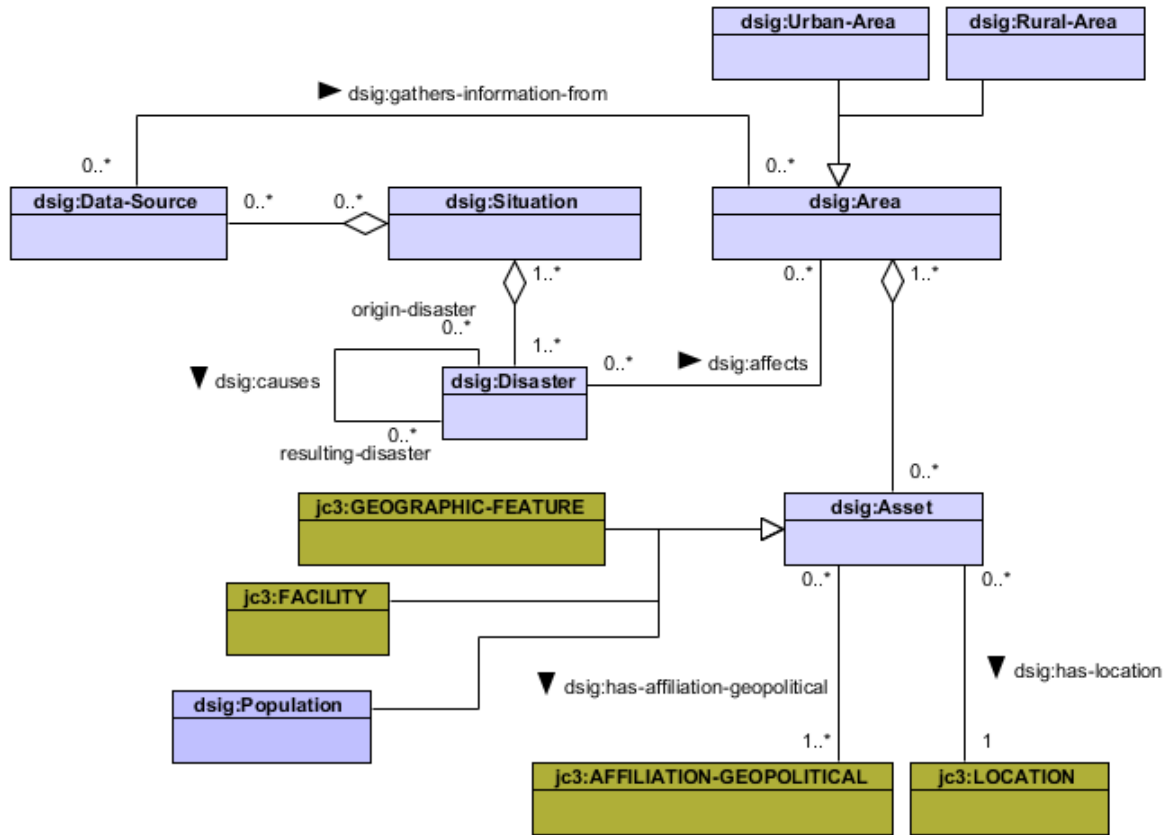 dsig:Urban-Area
dsig:Rural-Area
dsig:gathers-information-from
0..*
0..*
dsig:Data-Source
0..*
0..*
dsig:Situation
dsig:Area
1..*
0..*
1..*
origin-disaster
0..*
1..*
0..*
dsig:affects
dsig:causes
dsig:Disaster
0..*
resulting-disaster
0..*
jc3:GEOGRAPHIC-FEATURE
dsig:Asset
0..*
0..*
jc3:FACILITY
dsig:has-location
dsig:has-affiliation-geopolitical
dsig:Population
1..*
1
jc3:AFFILIATION-GEOPOLITICAL
jc3:LOCATION